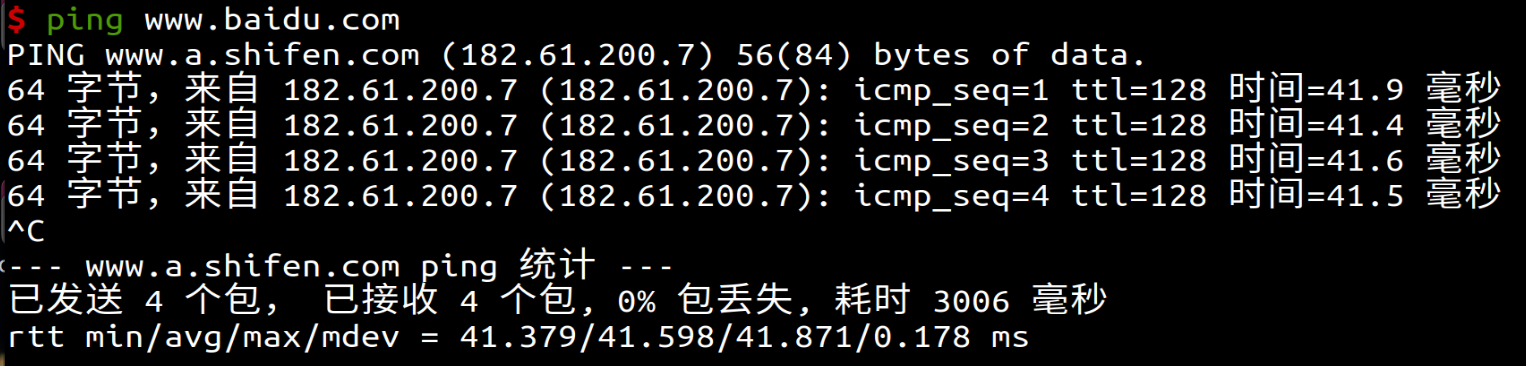 $ ping www.baidu.com
PING www.a.shifen.com (182.61.200.7) 56(84) bytes of data.
64 字节，来自 182.61.200.7 (182.61.200.7): icmp_seq=1 ttl=128 时间=41.9 毫秒
64 字节，来自 182.61.200.7 (182.61.200.7): icmp_seq=2 ttl=128 时间=41.4 毫秒
64 字节，来自 182.61.200.7 (182.61.200.7): icmp_seq=3 ttl=128 时间=41.6 毫秒
64 字节，来自 182.61.200.7 (182.61.200.7): icmp_seq=4 ttl=128 时间=41.5 毫秒
^C
--- www.a.shifen.com ping 统计 ---
已发送 4 个包， 已接收 4 个包, 0% 包丢失, 耗时 3006 毫秒
rtt min/avg/max/mdev = 41.379/41.598/41.871/0.178 ms